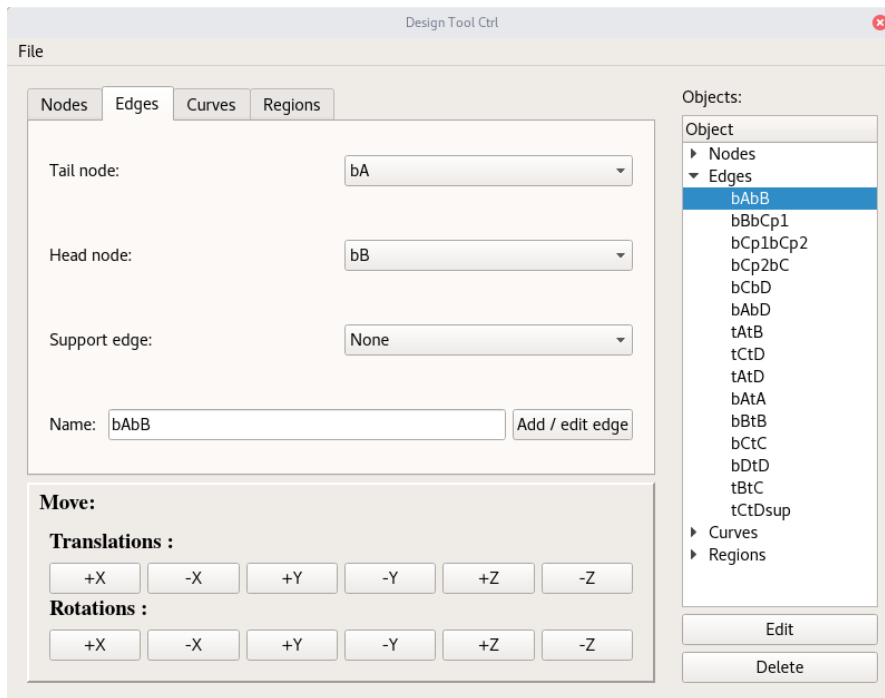 Design Tool Ctrl
File
Nodes Edges Curves Regions
Tail node: bA
Head node: bB
Support edge: None
Name: bAbB Add / edit edge
Move:
Translations :
+X -X +Y -Y +Z -Z
Rotations :
+X -X +Y -Y +Z -Z
Objects:
Object
Nodes
Edges
bAbB
bBbCp1
bCp1bCp2
bCp2bC
bCbD
bAbD
tAtB
tCtD
tAtD
bAtA
bBtB
bCtC
bDtD
tBtC
tCtDsup
Curves
Regions
Edit
Delete